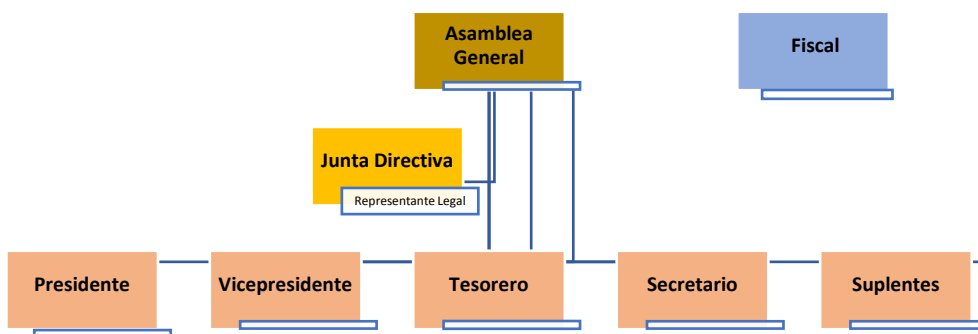 Asamblea
General
Fiscal
Junta Directiva
Representante Legal
Presidente
Vicepresidente
Tesorero
Secretario
Suplentes